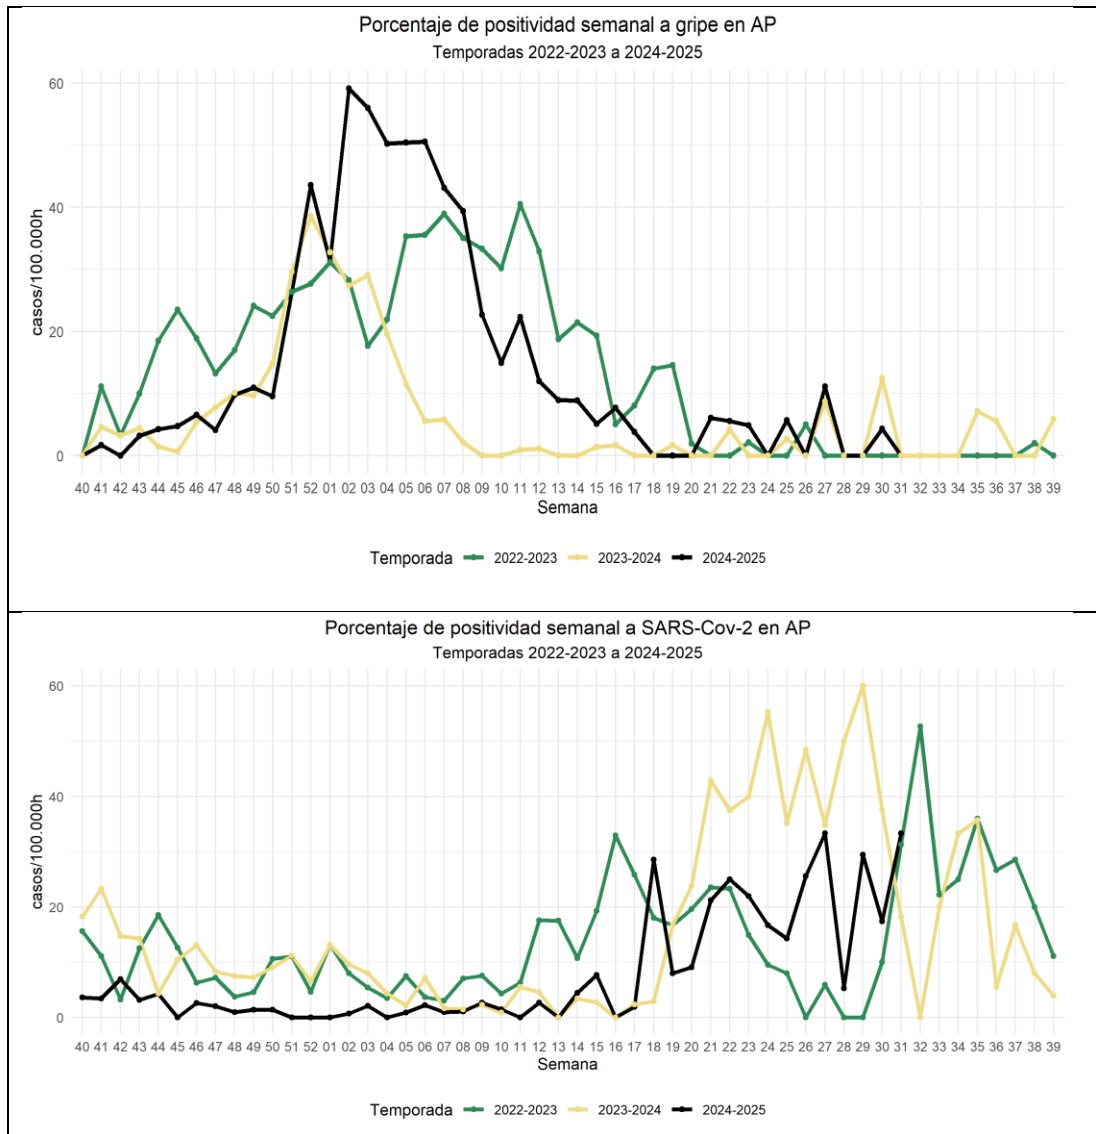 Porcentaje de positividad semanal a gripe en AP
Temporadas 2022-2023 a 2024-2025
casos/100.000h
60
40
20
0
40 41 42 43 44 45 46 47 48 49 50 51 52 01 02 03 04 05 06 07 08 09 10 11 12 13 14 15 16 17 18 19 20 21 22 23 24 25 26 27 28 29 30 31 32 33 34 35 36 37 38 39
Semana
Temporada 2022-2023 2023-2024 2024-2025
Porcentaje de positividad semanal a SARS-Cov-2 en AP
Temporadas 2022-2023 a 2024-2025
casos/100.000h
60
40
20
0
40 41 42 43 44 45 46 47 48 49 50 51 52 01 02 03 04 05 06 07 08 09 10 11 12 13 14 15 16 17 18 19 20 21 22 23 24 25 26 27 28 29 30 31 32 33 34 35 36 37 38 39
Semana
Temporada 2022-2023 2023-2024 2024-2025